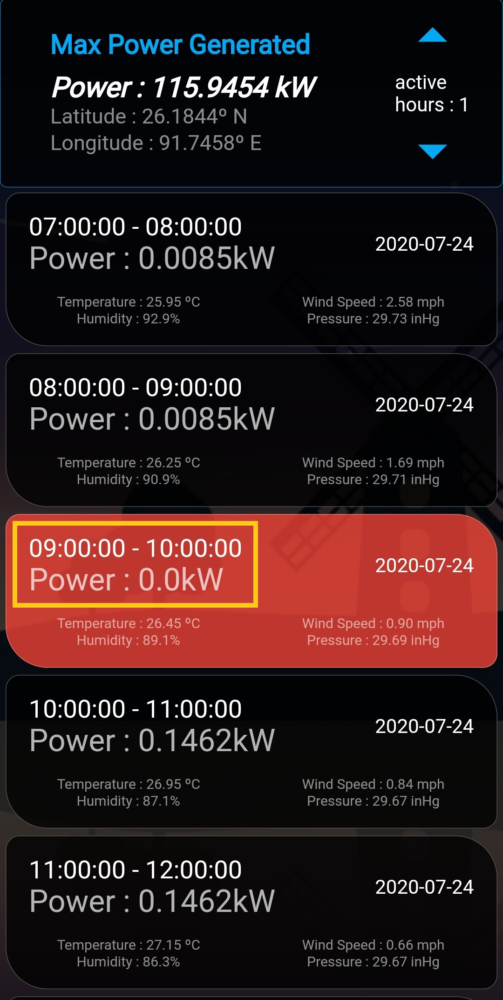 Max Power Generated
Power : 115.9454 kW
Latitude : 26.1844º N
Longitude : 91.7458º E
active
hours : 1
07:00:00 - 08:00:00
Power : 0.0085kW
2020-07-24
Temperature : 25.95 ºC
Humidity : 92.9%
Wind Speed : 2.58 mph
Pressure : 29.73 inHg
08:00:00 - 09:00:00
Power : 0.0085kW
2020-07-24
Temperature : 26.25 ºC
Humidity : 90.9%
Wind Speed : 1.69 mph
Pressure : 29.71 inHg
09:00:00 - 10:00:00
Power : 0.0kW
2020-07-24
Temperature : 26.45 ºC
Humidity : 89.1%
Wind Speed : 0.90 mph
Pressure : 29.69 inHg
10:00:00 - 11:00:00
Power : 0.1462kW
2020-07-24
Temperature : 26.95 ºC
Humidity : 87.1%
Wind Speed : 0.84 mph
Pressure : 29.67 inHg
11:00:00 - 12:00:00
Power : 0.1462kW
2020-07-24
Temperature : 27.15 ºC
Humidity : 86.3%
Wind Speed : 0.66 mph
Pressure : 29.67 inHg